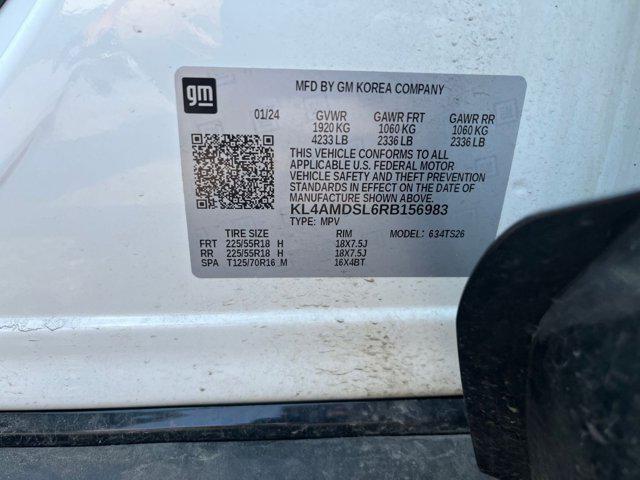 gm
MFD BY GM KOREA COMPANY
01/24 GVWR GAWR FRT GAWR RR
1920 KG 1060 KG 1060 KG
4233 LB 2336 LB 2336 LB
THIS VEHICLE CONFORMS TO ALL
APPLICABLE U.S. FEDERAL MOTOR
VEHICLE SAFETY AND THEFT PREVENTION
STANDARDS IN EFFECT ON THE DATE OF
MANUFACTURE SHOWN ABOVE.
KL4AMDSL6RB156983
TYPE: MPV
TIRE SIZE RIM MODEL: 634TS26
FRT 225/55R18 H 18X7.5J
RR 225/55R18 H 18X7.5J
SPA T125/70R16 M 16X4BT